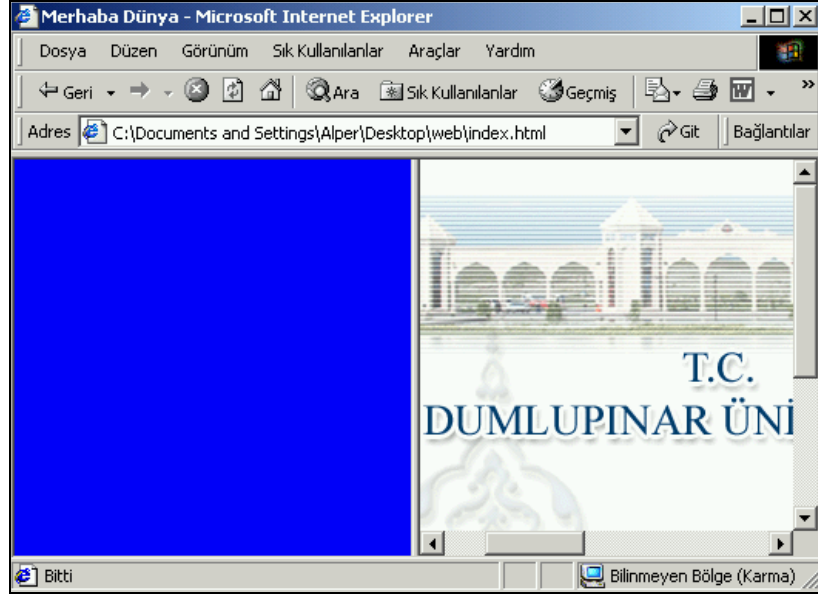 Merhaba Dünya - Microsoft Internet Explorer
Dosya Düzen Görünüm Sık Kullanılanlar Araçlar Yardım
Geri Ara Sık Kullanılanlar Geçmiş »
Adres C:\Documents and Settings\Alper\Desktop\web\index.html Git Bağlantılar
T.C.
DUMLUPINAR ÜNİ
Bitti Bilinmeyen Bölge (Karma)